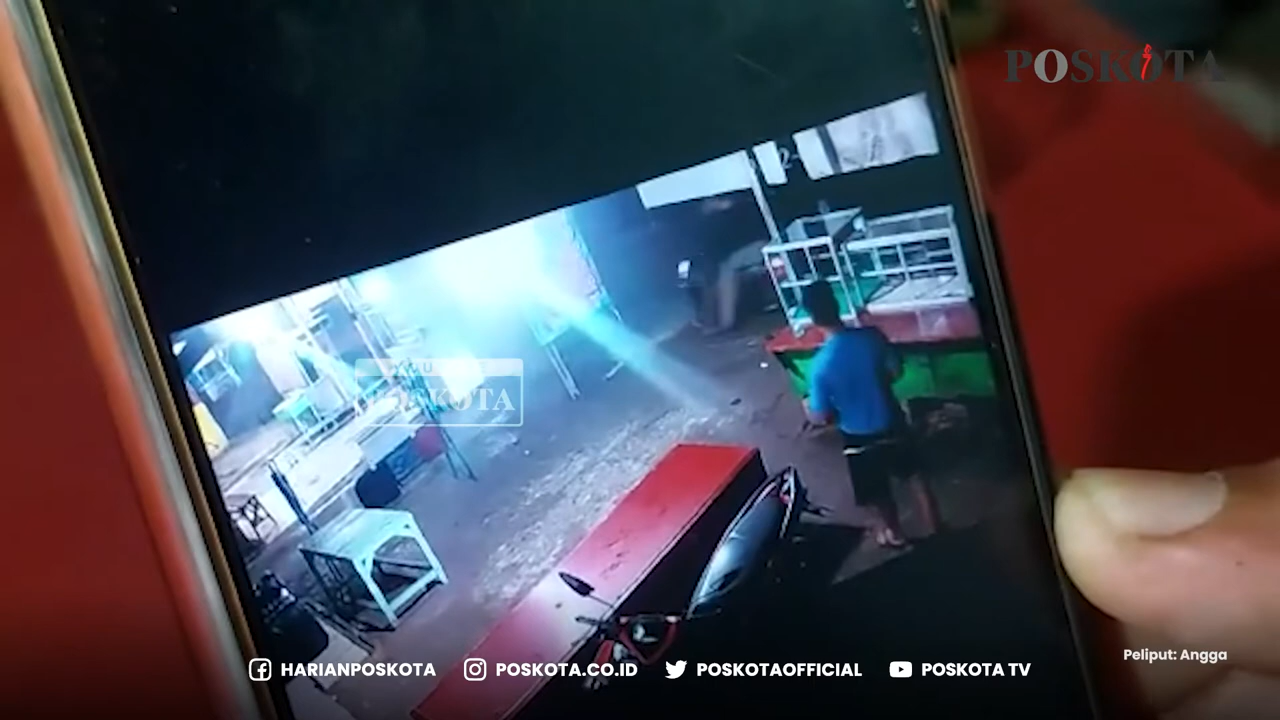 POSKOTA
POSKOTA
HARIANPOSKOTA
POSKOTA.CO.ID
POSKOTAOFFICIAL
POSKOTA TV
Peliput: Angga